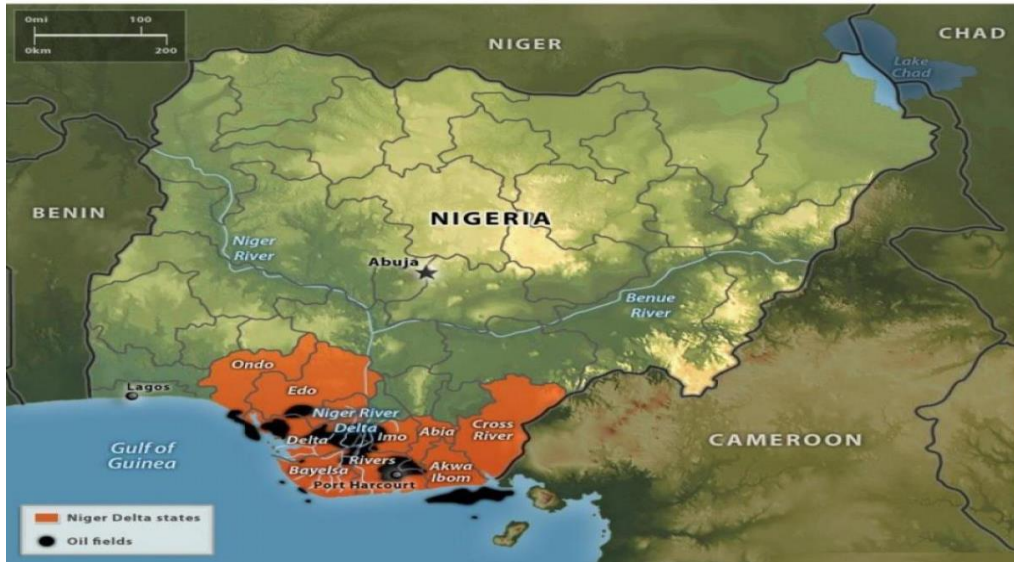 0mi 100
0km 200
NIGER
CHAD
Lake
Chad
BENIN
NIGERIA
Niger
River
Abuja
Benue
River
Ondo
Lagos
Edo
Niger River
Delta
Delta
Imo
Abia
Cross
River
Gulf of
Guinea
CAMEROON
Rivers
Bayelsa
Akwa
Ibom
Port Harcourt
Niger Delta states
Oil fields